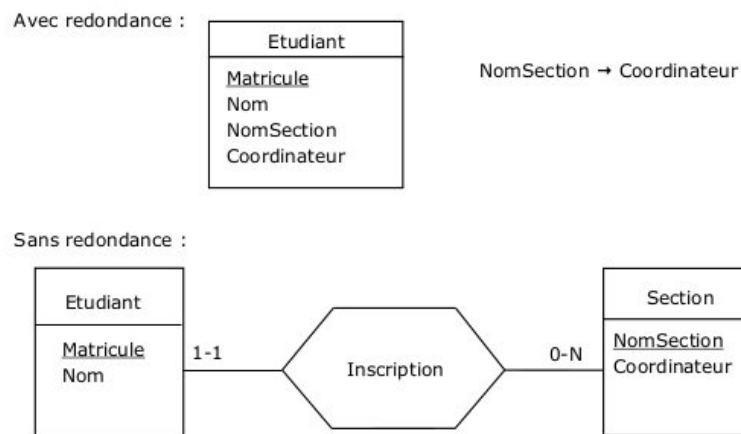 Avec redondance :
Etudiant
Matricule
Nom
NomSection
Coordinateur
NomSection → Coordinateur
Sans redondance :
Etudiant
Matricule
Nom
1-1
Inscription
0-N
Section
NomSection
Coordinateur